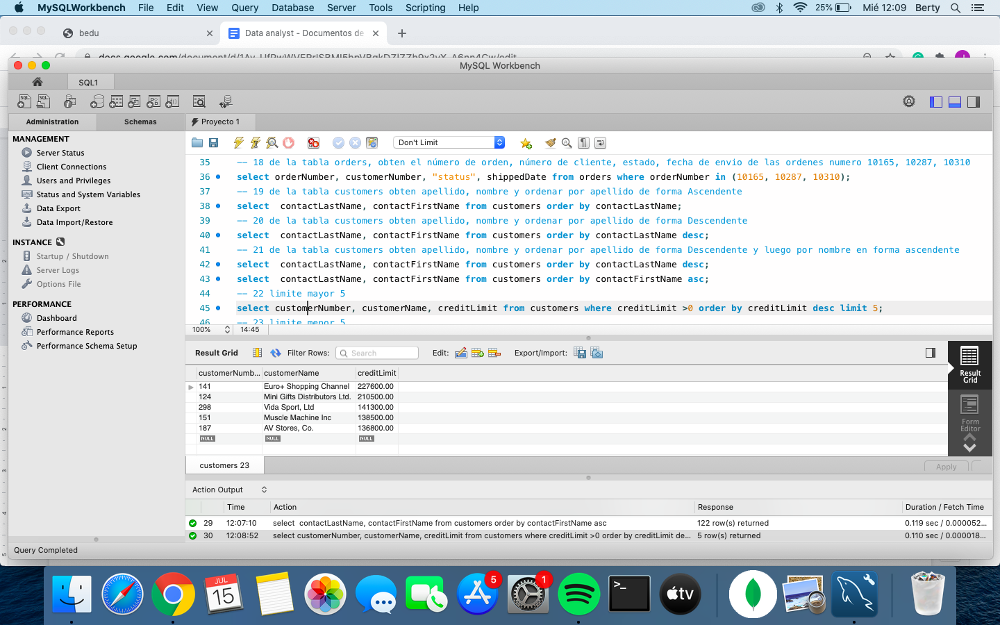 MySQLWorkbench File Edit View Query Database Server Tools Scripting Help 25% Mié 12:09 Berty
bedu
Data analyst - Documentos de
MySQL Workbench
SQL1
Administration Schemas
Proyecto 1
MANAGEMENT
Server Status
Client Connections
Users and Privileges
Status and System Variables
Data Export
Data Import/Restore
INSTANCE
Startup / Shutdown
Server Logs
Options File
PERFORMANCE
Dashboard
Performance Reports
Performance Schema Setup
Don't Limit
35 -- 18 de la tabla orders, obten el número de orden, número de cliente, estado, fecha de envio de las ordenes numero 10165, 10287, 10310
36 select orderNumber, customerNumber, "status", shippedDate from orders where orderNumber in (10165, 10287, 10310);
37 -- 19 de la tabla customers obten apellido, nombre y ordenar por apellido de forma Ascendente
38 select contactLastName, contactFirstName from customers order by contactLastName;
39 -- 20 de la tabla customers obten apellido, nombre y ordenar por apellido de forma Descendente
40 select contactLastName, contactFirstName from customers order by contactLastName desc;
41 -- 21 de la tabla customers obten apellido, nombre y ordenar por apellido de forma Descendente y luego por nombre en forma ascendente
42 select contactLastName, contactFirstName from customers order by contactLastName desc;
43 select contactLastName, contactFirstName from customers order by contactFirstName asc;
44 -- 22 limite mayor 5
45 select customerNumber, customerName, creditLimit from customers where creditLimit >0 order by creditLimit desc limit 5;
46 -- 23 limite menor 5
100% 14:45
Result Grid Filter Rows: Search Edit: Export/Import:
customerNumb... customerName creditLimit
141 Euro+ Shopping Channel 227600.00
124 Mini Gifts Distributors Ltd. 210500.00
298 Vida Sport, Ltd 141300.00
151 Muscle Machine Inc 138500.00
187 AV Stores, Co. 136800.00
NULL NULL NULL
Result Grid
Form Editor
customers 23
Apply
Action Output
Time Action Response Duration / Fetch Time
29 12:07:10 select contactLastName, contactFirstName from customers order by contactFirstName asc 122 row(s) returned 0.119 sec / 0.000052...
30 12:08:52 select customerNumber, customerName, creditLimit from customers where creditLimit >0 order by creditLimit de... 5 row(s) returned 0.110 sec / 0.000018...
Query Completed
JUL
15
5
1
>_
tv